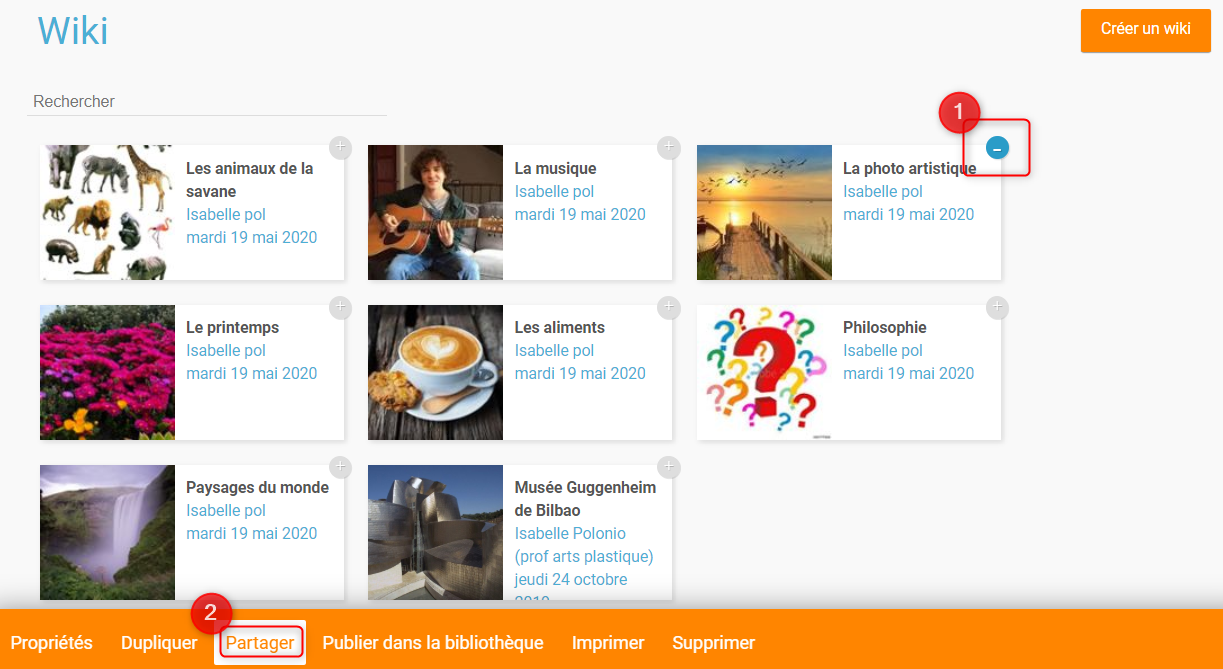 Wiki
Créer un wiki
Rechercher
1
Les animaux de la
savane
Isabelle pol
mardi 19 mai 2020
La musique
Isabelle pol
mardi 19 mai 2020
La photo artistique
Isabelle pol
mardi 19 mai 2020
Le printemps
Isabelle pol
mardi 19 mai 2020
Les aliments
Isabelle pol
mardi 19 mai 2020
Philosophie
Isabelle pol
mardi 19 mai 2020
Paysages du monde
Isabelle pol
mardi 19 mai 2020
Musée Guggenheim
de Bilbao
Isabelle Polonio
(prof arts plastique)
jeudi 24 octobre
2
Propriétés
Dupliquer
Partager
Publier dans la bibliothèque
Imprimer
Supprimer